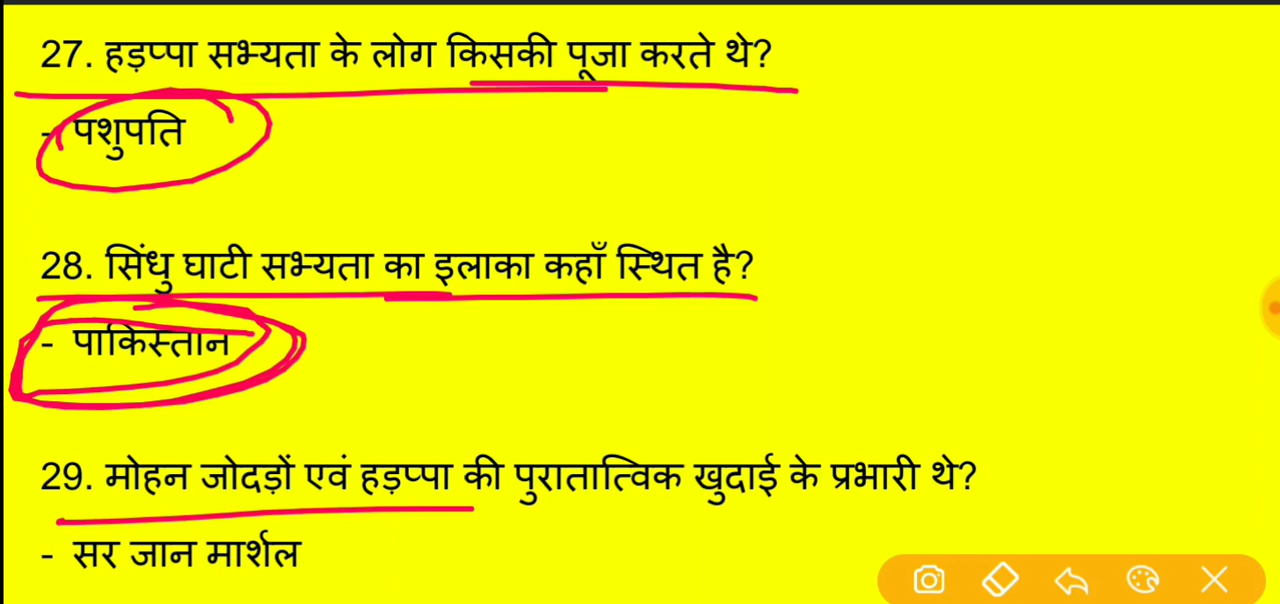 27. हड़प्पा सभ्यता के लोग किसकी पूजा करते थे?
- पशुपति
28. सिंधु घाटी सभ्यता का इलाका कहाँ स्थित है?
- पाकिस्तान
29. मोहन जोदड़ों एवं हड़प्पा की पुरातात्विक खुदाई के प्रभारी थे?
- सर जान मार्शल